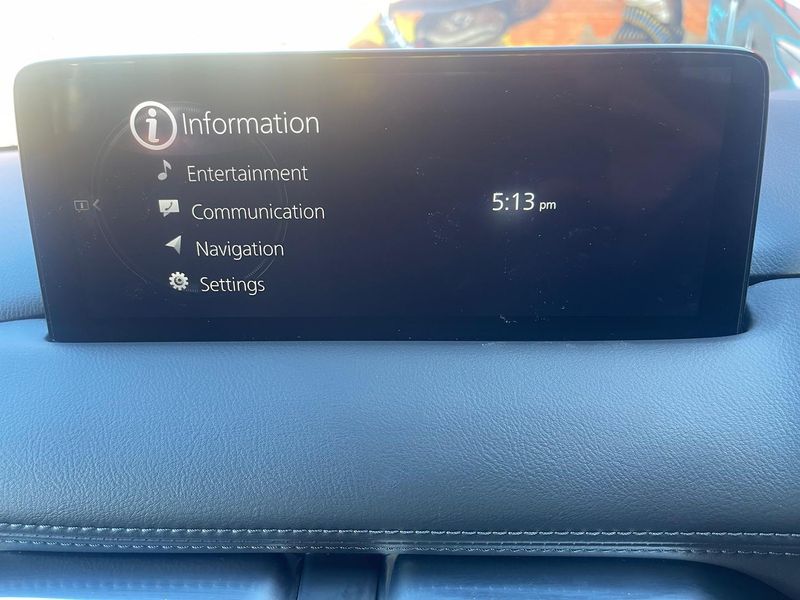 Information
Entertainment
Communication
Navigation
Settings
5:13 pm